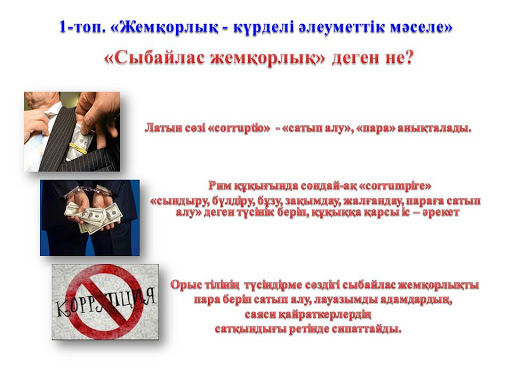 1-топ. «Жемқорлық - күрделі әлеуметтік мәселе»
«Сыбайлас жемқорлық» деген не?
Латын сөзі «corruptio» - «сатып алу», «пара» анықталады.
Рим құқығында сондай-ақ «corrumpire»
«сындыру, бүлдіру, бұзу, зақымдау, жалғандау, параға сатып
алу» деген түсінік беріп, құқыққа қарсы іс – әрекет
КОРРУПЦИЯ
Орыс тілінің түсіндірме сөздігі сыбайлас жемқорлықты
пара беріп сатып алу, лауазымды адамдардың,
саяси қайраткерлердің
сатқындығы ретінде сипаттайды.